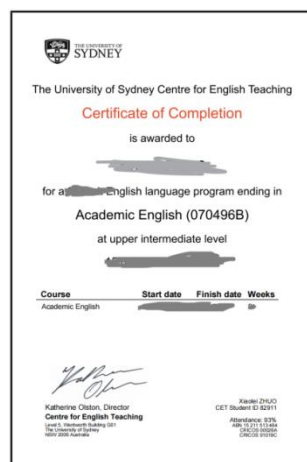 THE UNIVERSITY OF
SYDNEY
The University of Sydney Centre for English Teaching
Certificate of Completion
is awarded to
for a English language program ending in
Academic English (070496B)
at upper intermediate level
Course Start date Finish date Weeks
Academic English
Katherine Olston, Director
Centre for English Teaching
Level 5, Wentworth Building G01
The University of Sydney
NSW 2006 Australia
Xiaolei ZHUO
CET Student ID 82911
Attendance: 93%
ABN 15 211 513 464
CRICOS 00026A